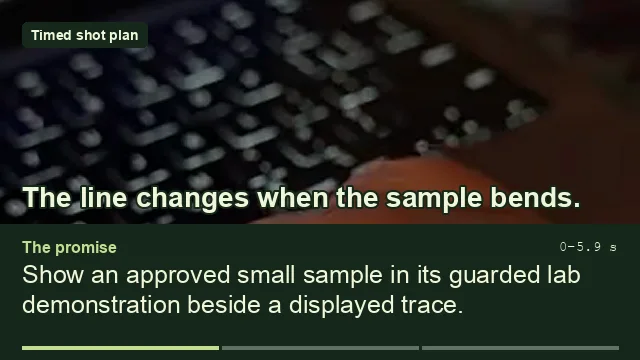 Timed shot plan
The line changes when the sample bends.
The promise
0–5.9 s
Show an approved small sample in its guarded lab
demonstration beside a displayed trace.